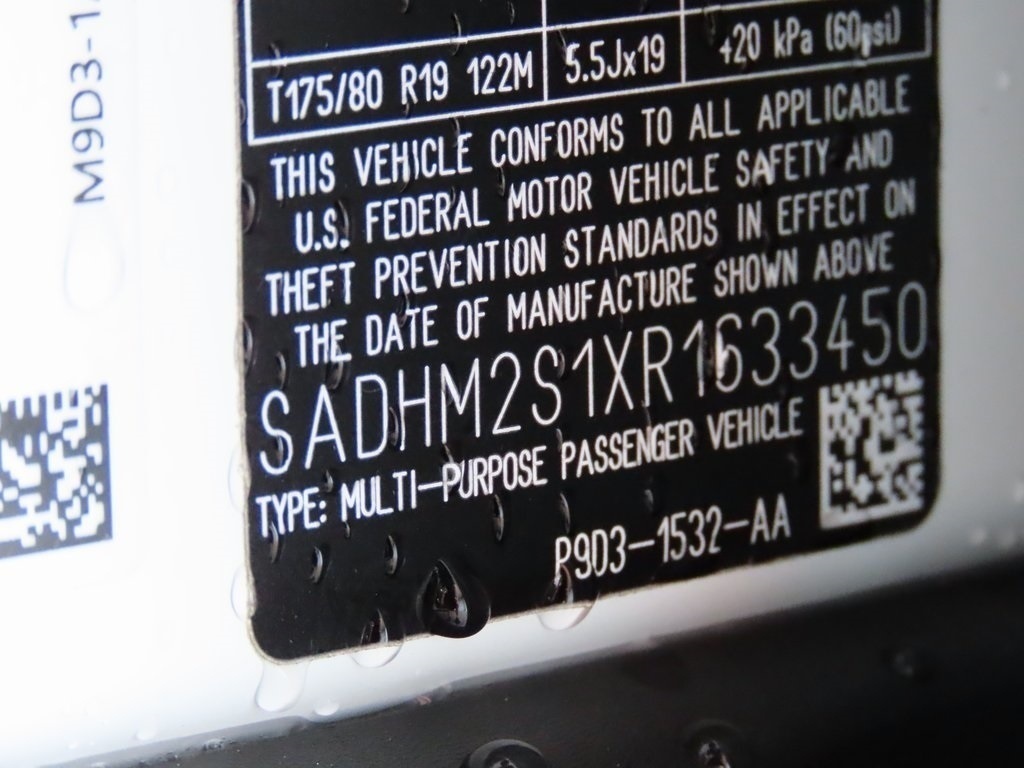 M9D3-1
T175/80 R19 122M 5.5Jx19 +20 kPa (60psi)
THIS VEHICLE CONFORMS TO ALL APPLICABLE
U.S. FEDERAL MOTOR VEHICLE SAFETY AND
THEFT PREVENTION STANDARDS IN EFFECT ON
THE DATE OF MANUFACTURE SHOWN ABOVE
SADHM2S1XR1633450
TYPE: MULTI-PURPOSE PASSENGER VEHICLE
P9D3-1532-AA